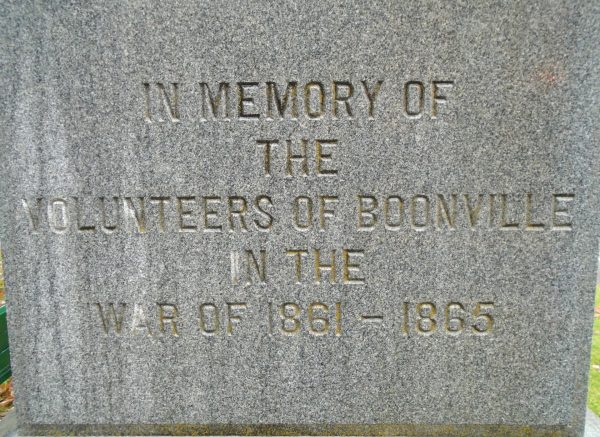 IN MEMORY OF
THE
VOLUNTEERS OF BOONVILLE
IN THE
WAR OF 1861 – 1865